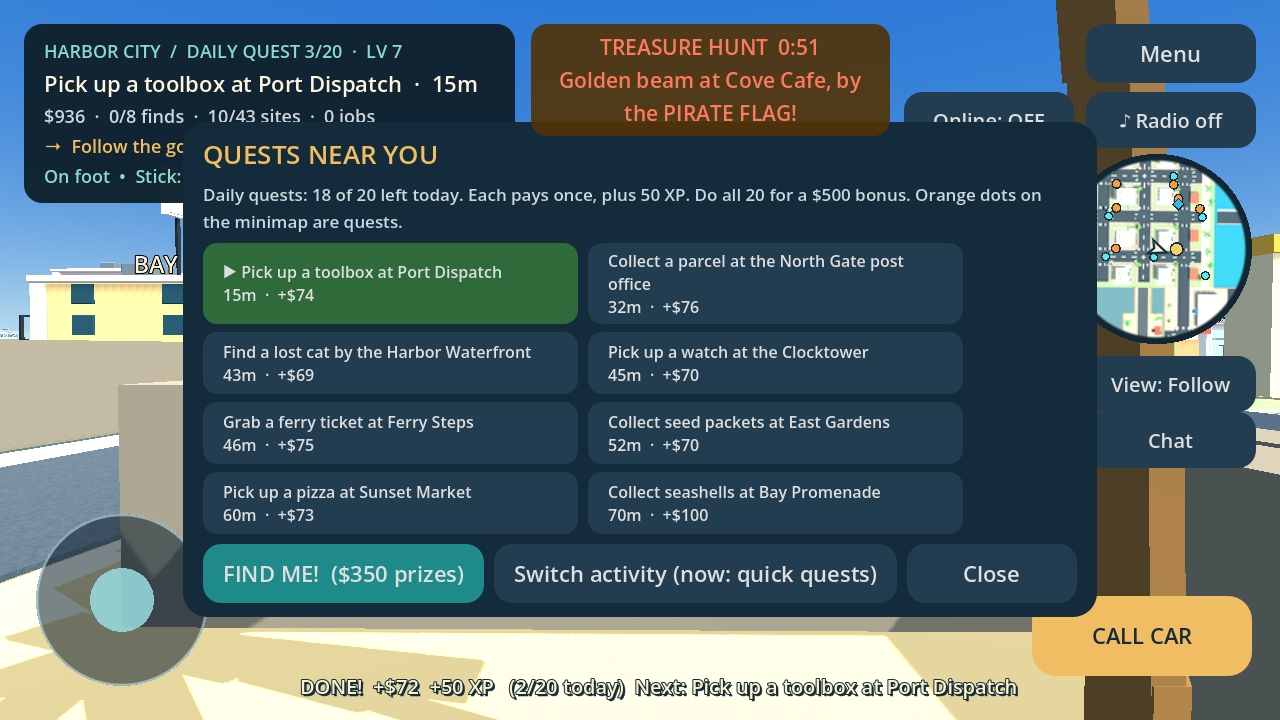 HARBOR CITY / DAILY QUEST 3/20 · LV 7
Pick up a toolbox at Port Dispatch · 15m
$936 · 0/8 finds · 10/43 sites · 0 jobs
→ Follow the go
On foot • Stick:
TREASURE HUNT 0:51
Golden beam at Cove Cafe, by
the PIRATE FLAG!
Menu
Online: OFF
♪ Radio off
BAY
QUESTS NEAR YOU
Daily quests: 18 of 20 left today. Each pays once, plus 50 XP. Do all 20 for a $500 bonus. Orange dots on
the minimap are quests.
▶ Pick up a toolbox at Port Dispatch
15m · +$74
Collect a parcel at the North Gate post
office
32m · +$76
Find a lost cat by the Harbor Waterfront
43m · +$69
Pick up a watch at the Clocktower
45m · +$70
Grab a ferry ticket at Ferry Steps
46m · +$75
Collect seed packets at East Gardens
52m · +$70
Pick up a pizza at Sunset Market
60m · +$73
Collect seashells at Bay Promenade
70m · +$100
FIND ME! ($350 prizes)
Switch activity (now: quick quests)
Close
View: Follow
Chat
CALL CAR
DONE! +$72 +50 XP (2/20 today) Next: Pick up a toolbox at Port Dispatch